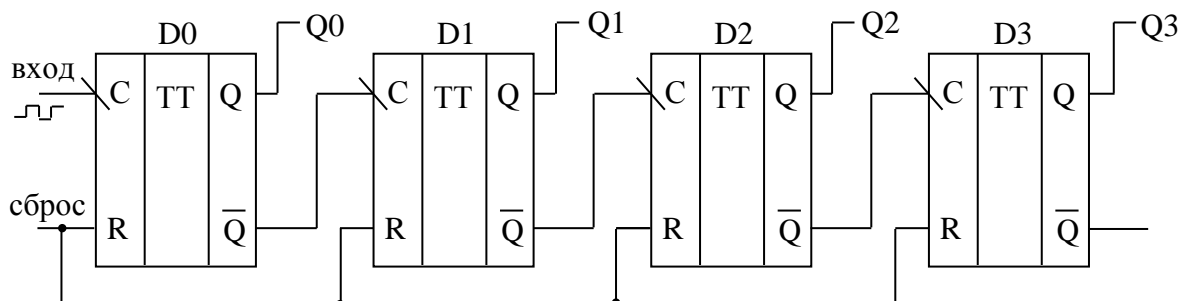 D0 Q0 D1 Q1 D2 Q2 D3 Q3
вход C TT Q C TT Q C TT Q C TT Q
сброс R Q̅ R Q̅ R Q̅ R Q̅